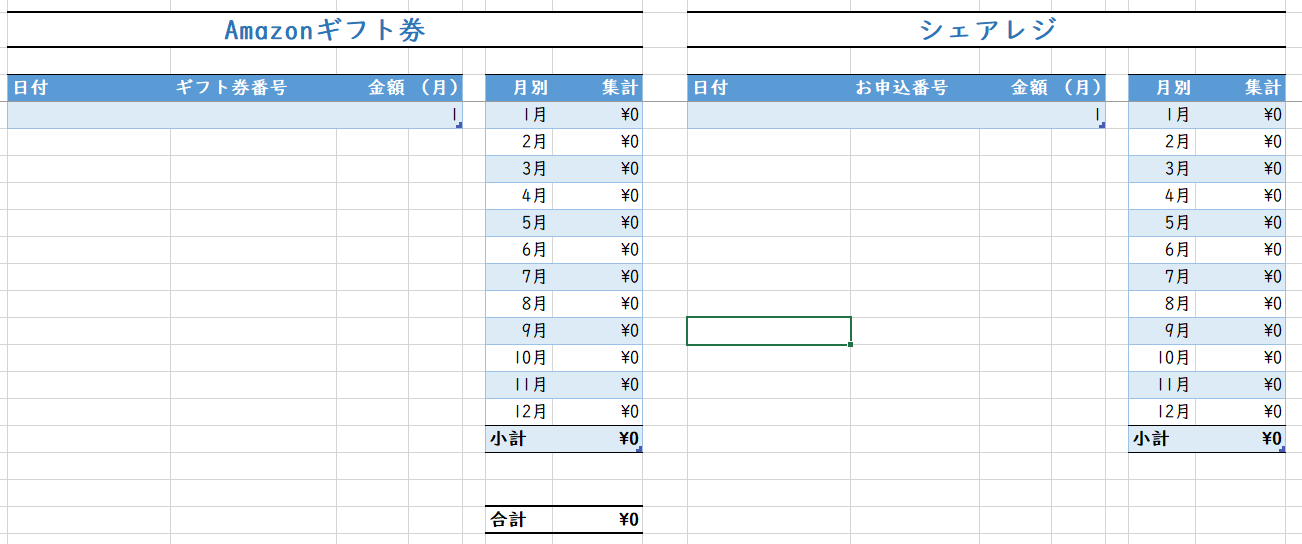 Amazonギフト券 シェアレジ
日付 ギフト券番号 金額 （月） 月別 集計 日付 お申込番号 金額 （月） 月別 集計
1 1月 ¥0 1 1月 ¥0
2月 ¥0 2月 ¥0
3月 ¥0 3月 ¥0
4月 ¥0 4月 ¥0
5月 ¥0 5月 ¥0
6月 ¥0 6月 ¥0
7月 ¥0 7月 ¥0
8月 ¥0 8月 ¥0
9月 ¥0 9月 ¥0
10月 ¥0 10月 ¥0
11月 ¥0 11月 ¥0
12月 ¥0 12月 ¥0
小計 ¥0 小計 ¥0
合計 ¥0